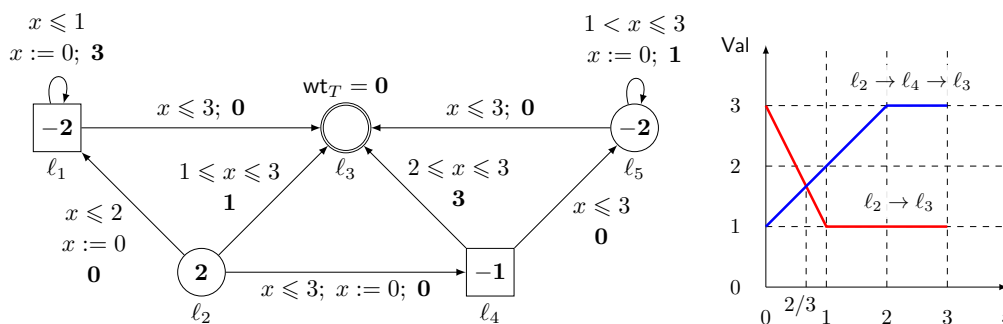 x ⩽ 1
x := 0; 3
−2
ℓ1
x ⩽ 3; 0
wtT = 0
ℓ3
x ⩽ 3; 0
1 < x ⩽ 3
x := 0; 1
−2
ℓ5
x ⩽ 2
x := 0
0
1 ⩽ x ⩽ 3
1
2 ⩽ x ⩽ 3
3
x ⩽ 3
0
2
ℓ2
x ⩽ 3; x := 0; 0
−1
ℓ4
Val
3
2
1
0
ℓ2 → ℓ4 → ℓ3
ℓ2 → ℓ3
0
2/3
1
2
3